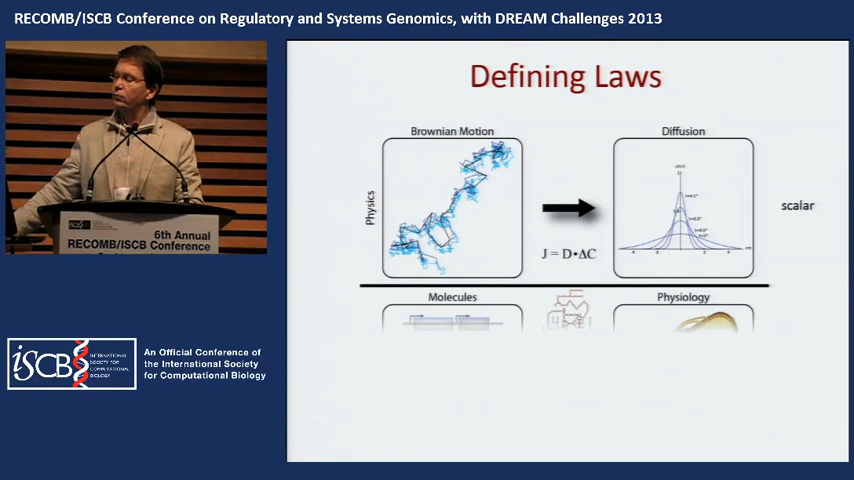 RECOMB/ISCB Conference on Regulatory and Systems Genomics, with DREAM Challenges 2013
6th Annual
RECOMB/ISCB Conference
iSCB
INTERNATIONAL
SOCIETY FOR
COMPUTATIONAL
BIOLOGY
An Official Conference of
the International Society
for Computational Biology
Defining Laws
Brownian Motion
Diffusion
Physics
J = D•ΔC
scalar
Molecules
Physiology